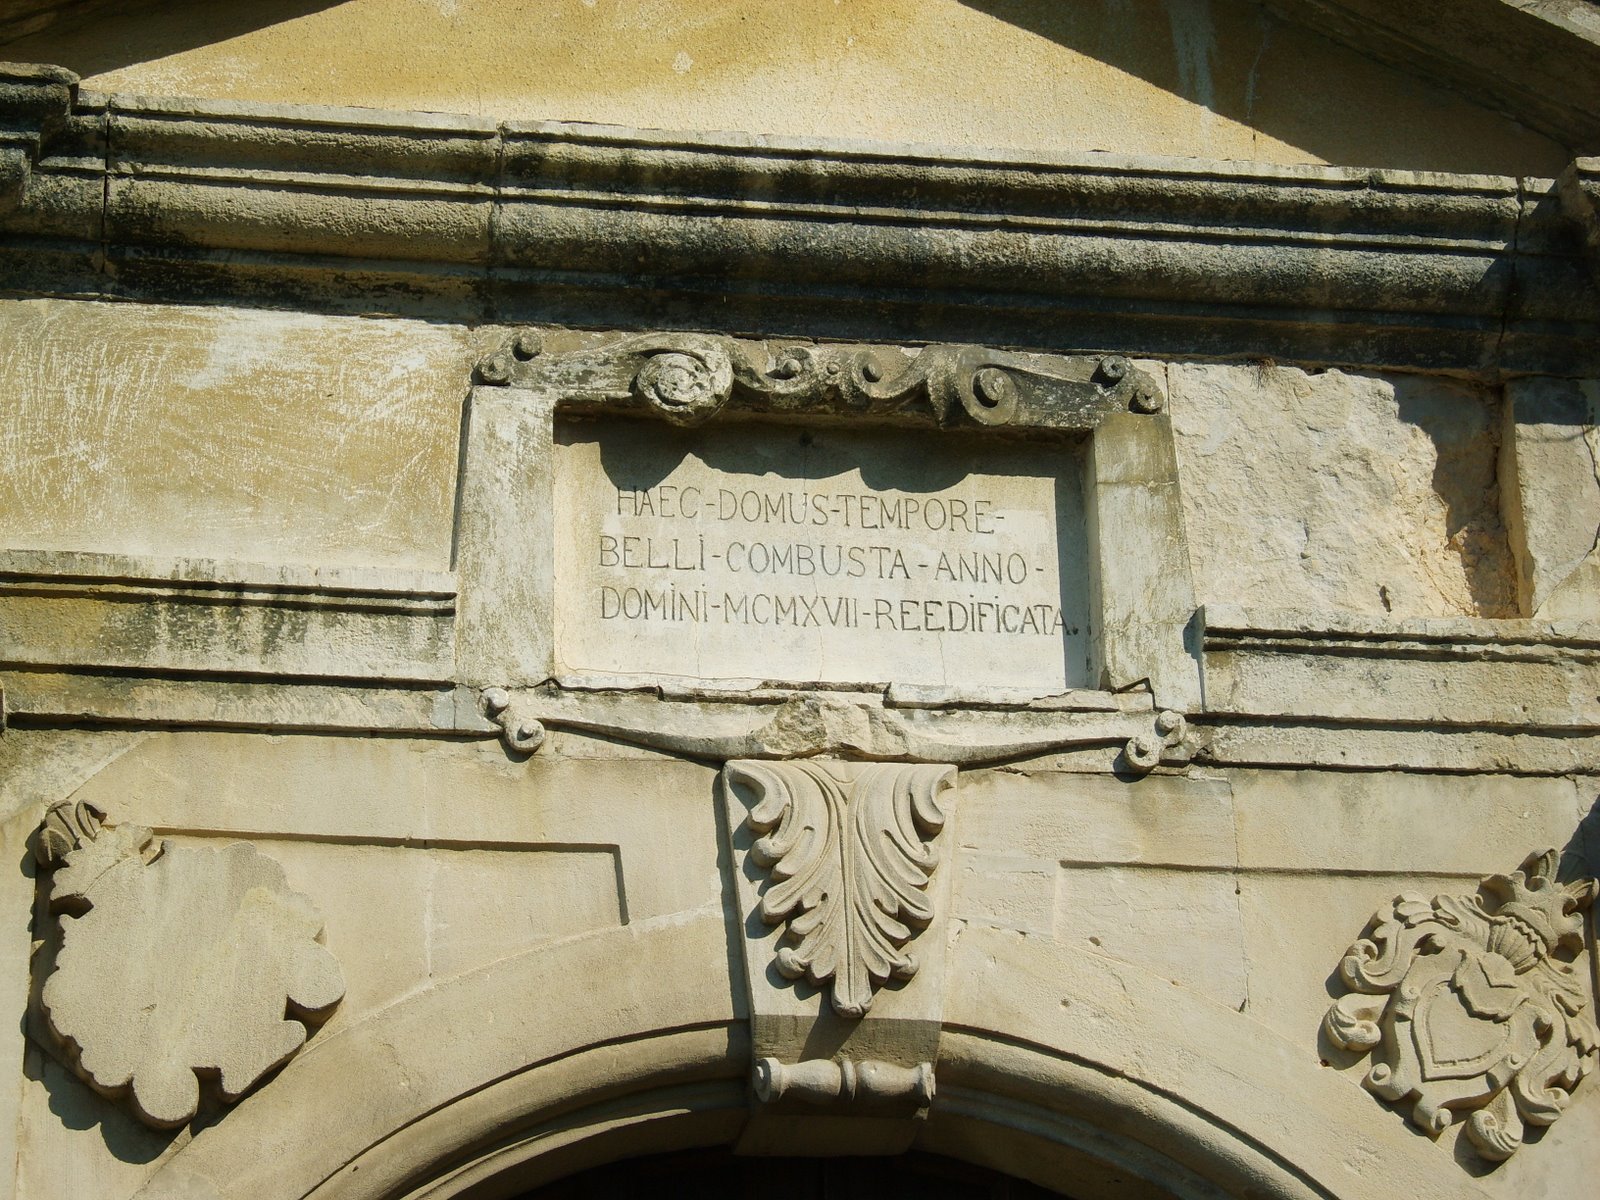 HAEC-DOMUS-TEMPORE-
BELLI-COMBUSTA-ANNO-
DOMINI-MCMXVII-REEDIFICATA.